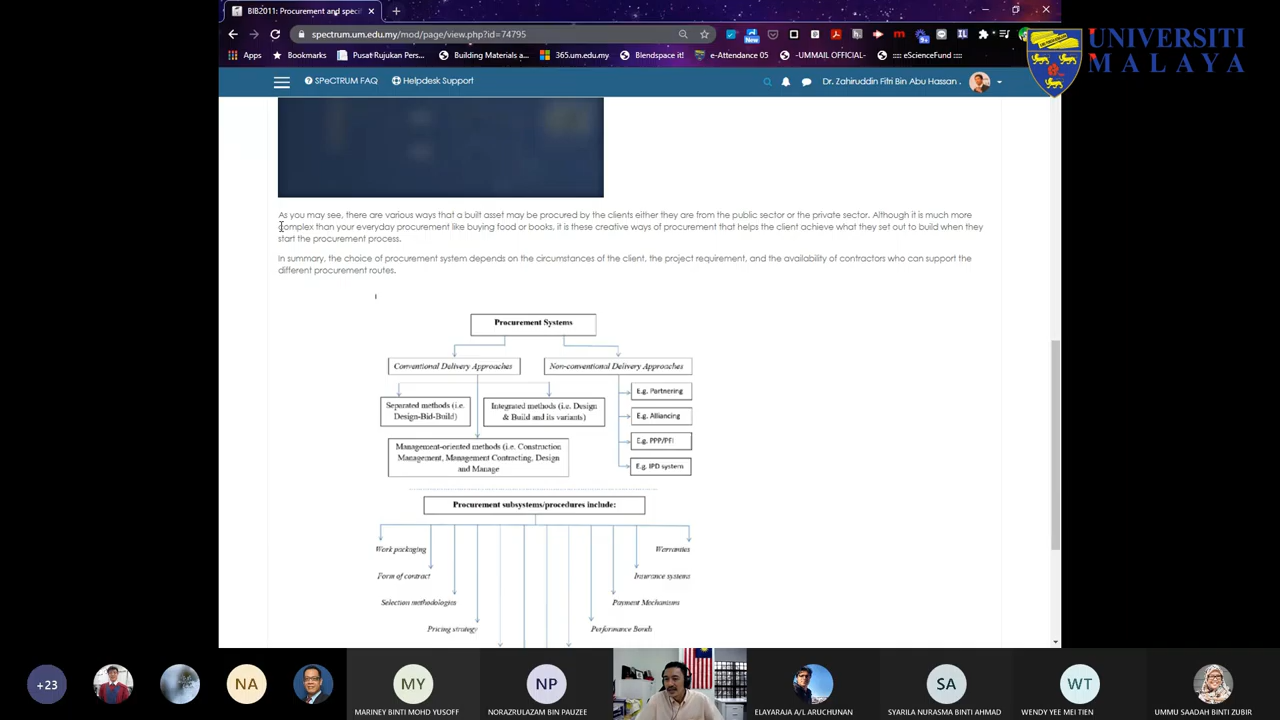 BIB2011: Procurement and speci
spectrum.um.edu.my/mod/page/view.php?id=74795
New
Apps
Bookmark
Pusat Rujukan Pers...
Building Materials a...
365.um.edu.my
Blendspace it!
e-Attendance 05
-UMMAIL OFFICIAL-
:::: eScienceFund ::::
UNIVERSITI
MALAYA
SPeCTRUM FAQ
Helpdesk Support
Dr. Zahiruddin Fitri Bin Abu Hassan .
As you may see, there are various ways that a built asset may be procured by the clients either they are from the public sector or the private sector. Although it is much more
complex than your everyday procurement like buying food or books, it is these creative ways of procurement that helps the client achieve what they set out to build when they
start the procurement process.
In summary, the choice of procurement system depends on the circumstances of the client, the project requirement, and the availability of contractors who can support the
different procurement routes.
Procurement Systems
Conventional Delivery Approaches
Non-conventional Delivery Approaches
E.g. Partnering
Separated methods (i.e.
Design-Bid-Build)
Integrated methods (i.e. Design
& Build and its variants)
E.g. Alliancing
E.g. PPP/PFI
Management-oriented methods (i.e. Construction
Management, Management Contracting, Design
and Manage
E.g. IPD system
Procurement subsystems/procedures include:
Work packaging
Warranties
Form of contract
Insurance systems
Selection methodologies
Payment Mechanisms
Pricing strategy
Performance Bonds
+23
NA
MY
NP
SA
WT
MARINEY BINTI MOHD YUSOFF
NORAZRULAZAM BIN PAUZEE
ELAYARAJA A/L ARUCHUNAN
SYARILA NURASMA BINTI AHMAD
WENDY YEE MEI TIEN
UMMU SAADAH BINTI ZUBIR